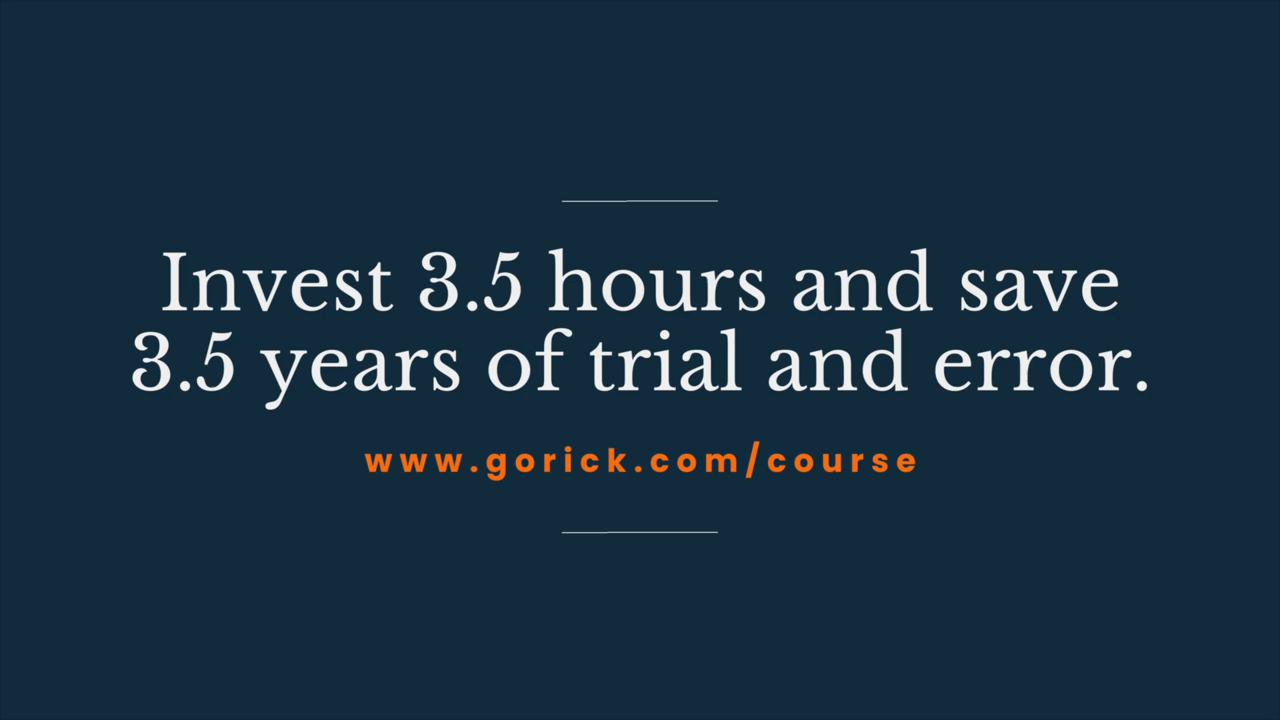 Invest 3.5 hours and save
3.5 years of trial and error.
www.gorick.com/course